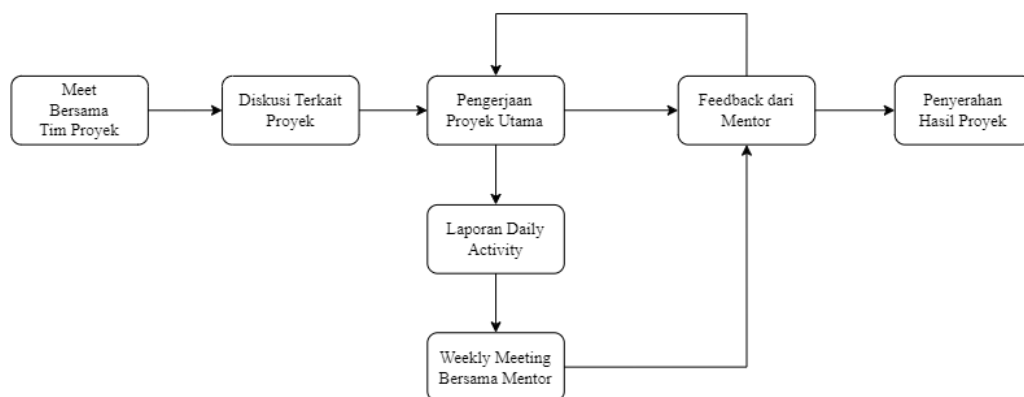 Meet
Bersama
Tim Proyek
Diskusi Terkait
Proyek
Pengerjaan
Proyek Utama
Feedback dari
Mentor
Penyerahan
Hasil Proyek
Laporan Daily
Activity
Weekly Meeting
Bersama Mentor